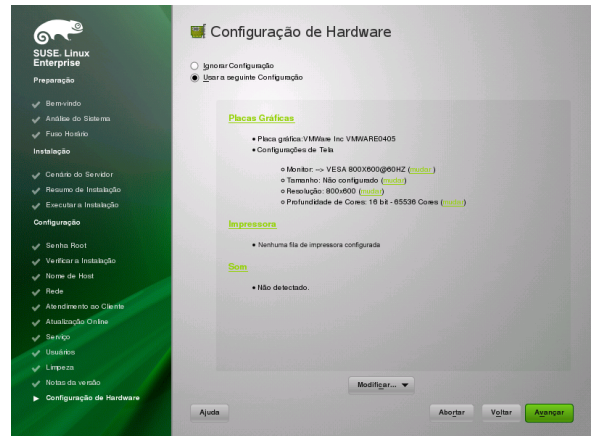 SUSE. Linux
Enterprise
Preparação
Bem-vindo
Análise do Sistema
Fuso Horário
Instalação
Cenário do Servidor
Resumo de Instalação
Executar a Instalação
Configuração
Senha Root
Verificar a Instalação
Nome de Host
Rede
Atendimento ao Cliente
Atualização Online
Serviço
Usuários
Limpeza
Notas da versão
Configuração de Hardware
Configuração de Hardware
Ignorar Configuração
Usar a seguinte Configuração
Placas Gráficas
Placa gráfica:VMWare Inc VMWARE0405
Configurações de Tela
Monitor: --> VESA 800X600@60HZ (mudar )
Tamanho: Não configurado (mudar)
Resolução: 800x600 (mudar)
Profundidade de Cores: 16 bit - 65536 Cores (mudar)
Impressora
Nenhuma fila de impressora configurada
Som
Não detectado.
Modificar...
Ajuda
Abortar
Voltar
Avançar